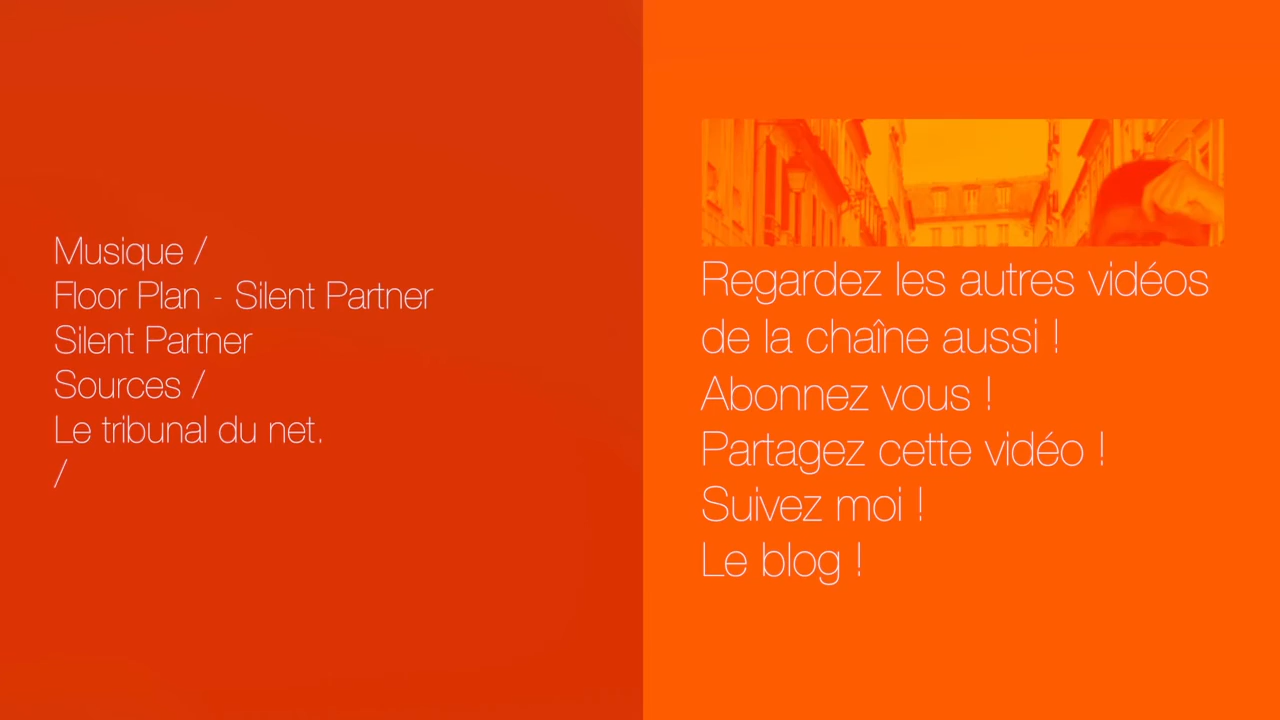 Musique /
Floor Plan - Silent Partner
Silent Partner
Sources /
Le tribunal du net.
/
Regardez les autres vidéos
de la chaîne aussi !
Abonnez vous !
Partagez cette vidéo !
Suivez moi !
Le blog !